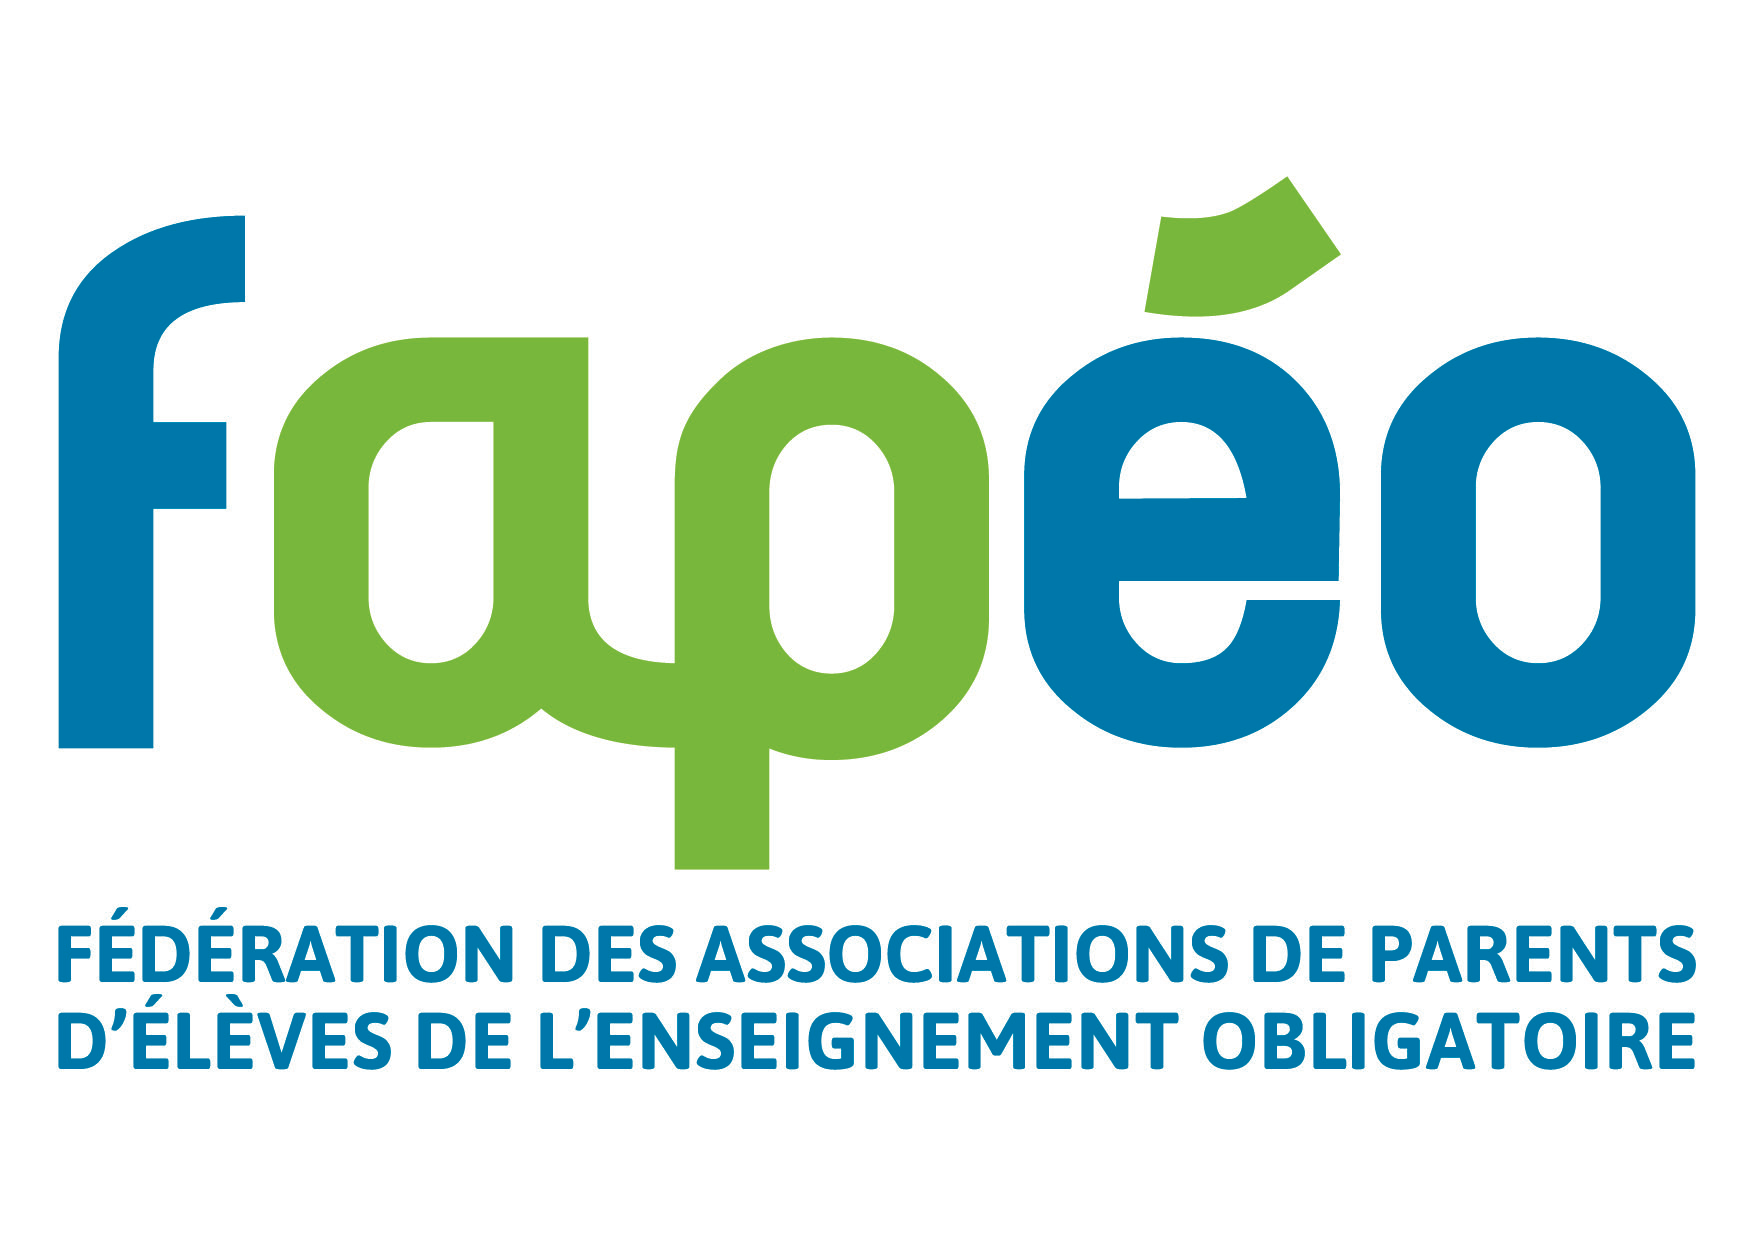 fapéo
FÉDÉRATION DES ASSOCIATIONS DE PARENTS
D’ÉLÈVES DE L’ENSEIGNEMENT OBLIGATOIRE